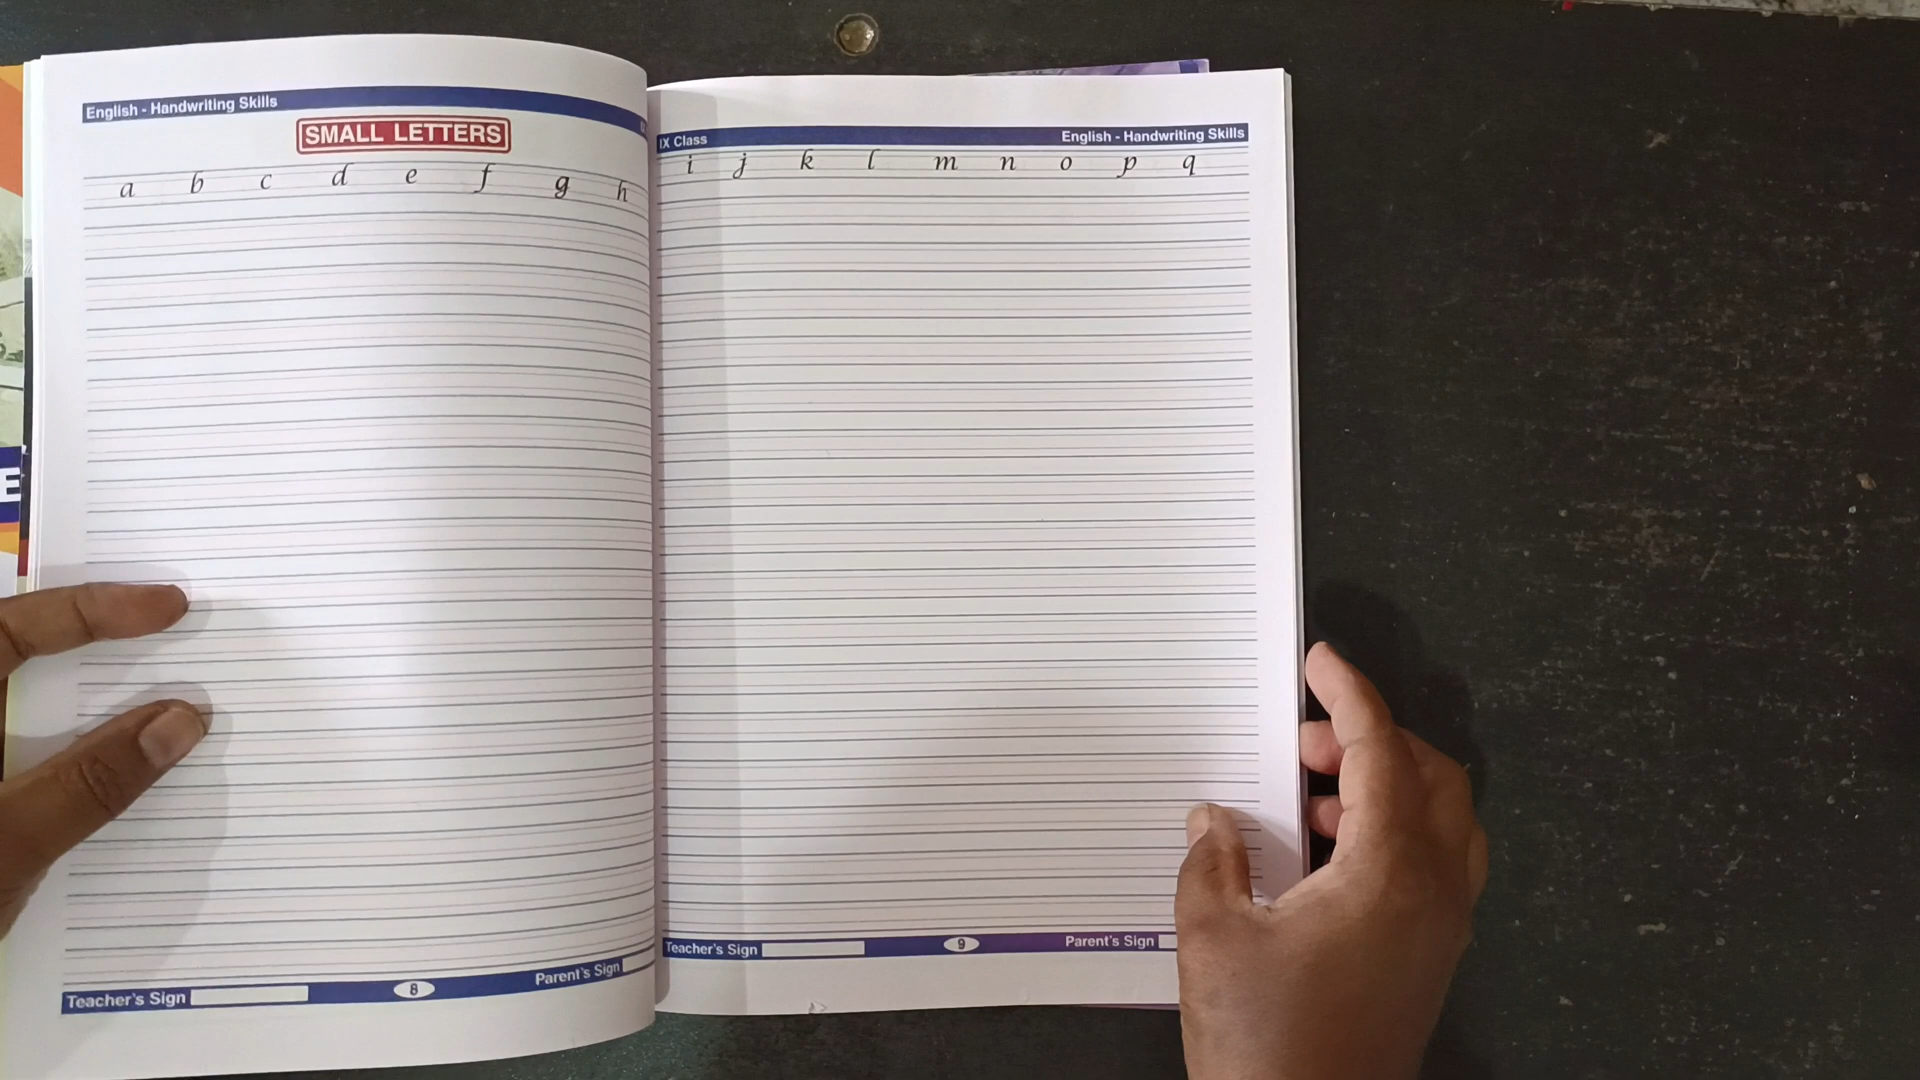 English - Handwriting Skills
SMALL LETTERS
a b c d e f g h
Teacher's Sign
8
Parent's Sign
IX Class
English - Handwriting Skills
i j k l m n o p q
Teacher's Sign
9
Parent's Sign
E